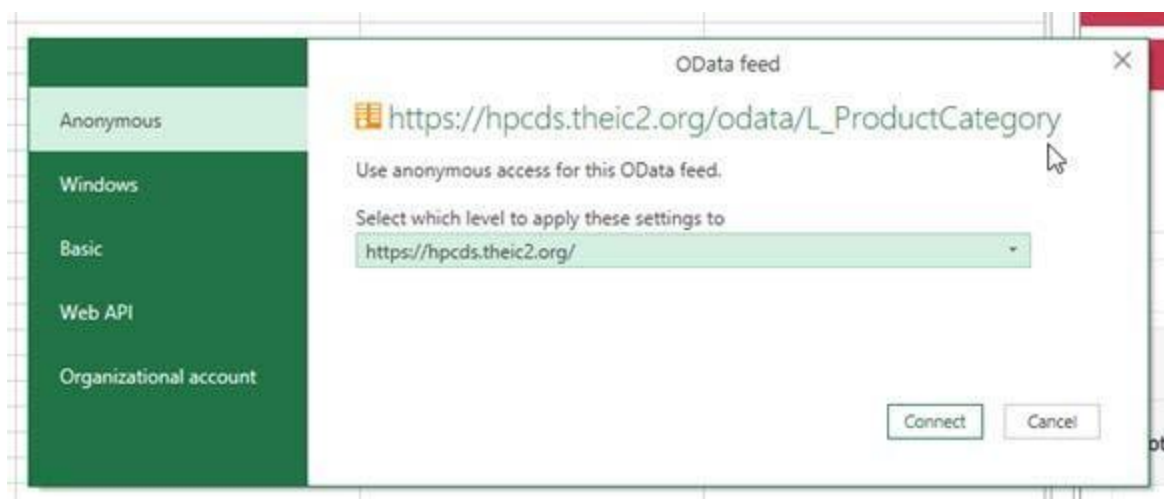 OData feed
Anonymous
Windows
Basic
Web API
Organizational account
https://hpcds.theic2.org/odata/L_ProductCategory
Use anonymous access for this OData feed.
Select which level to apply these settings to
https://hpcds.theic2.org/
Connect
Cancel